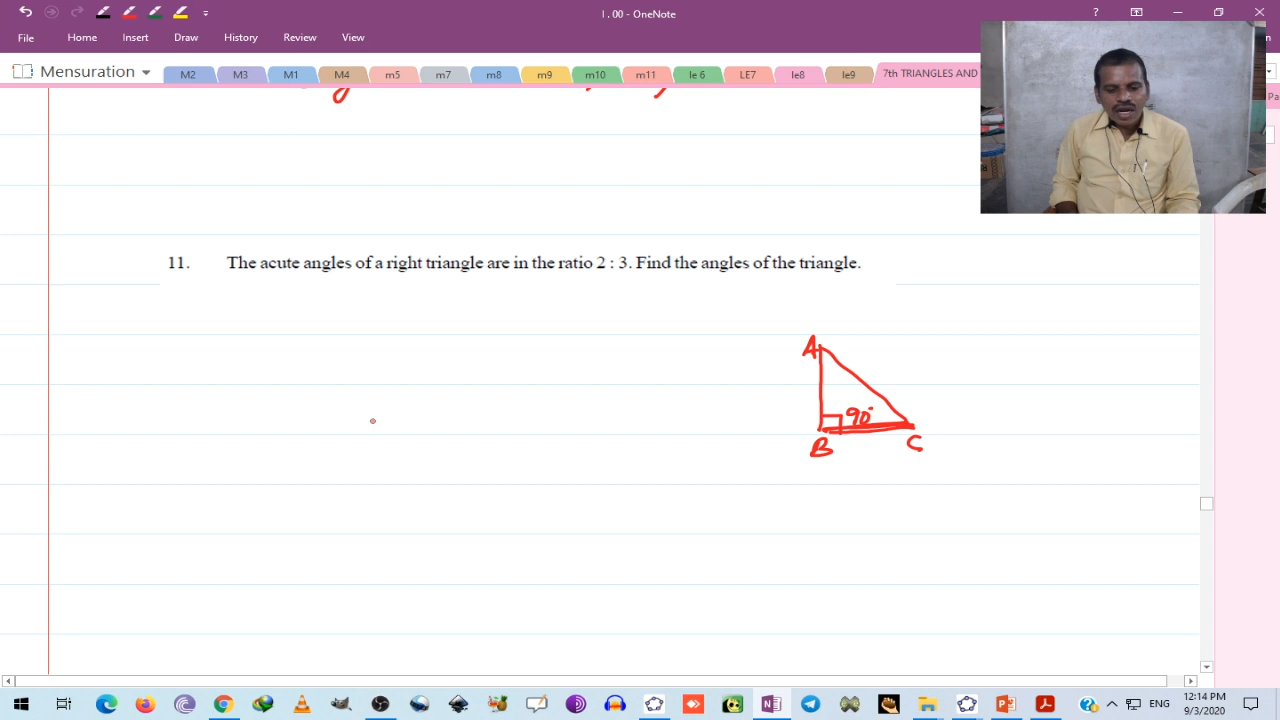 1.00 - OneNote
?
File Home Insert Draw History Review View
Mensuration
M2 M3 M1 M4 m5 m7 m8 m9 m10 m11 le 6 LE7 le8 le9 7th TRIANGLES AND
Pa
11. The acute angles of a right triangle are in the ratio 2 : 3. Find the angles of the triangle.
A
90°
B C
12:14 PM
ENG
9/3/2020